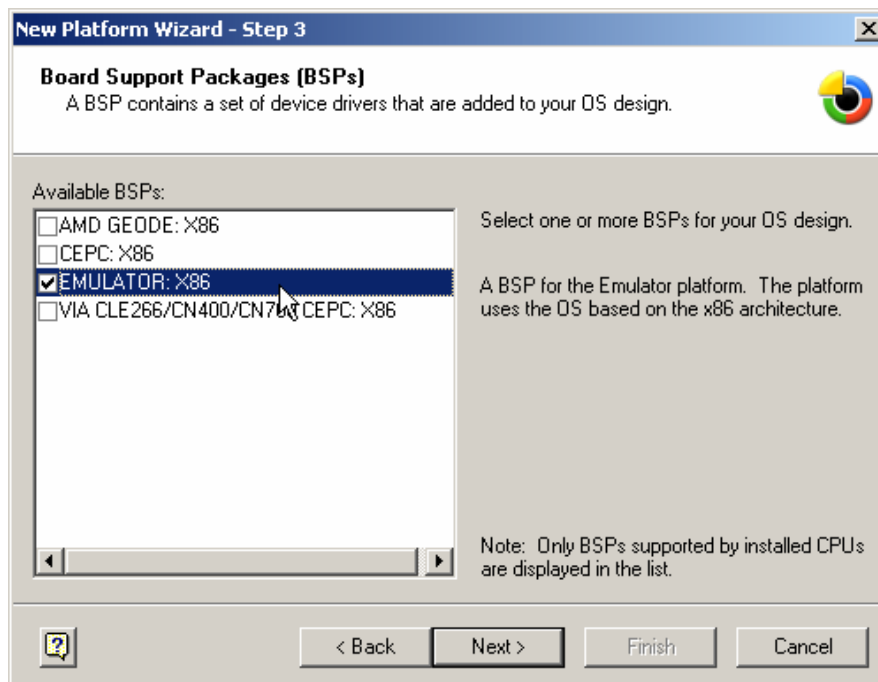 New Platform Wizard - Step 3
Board Support Packages (BSPs)
A BSP contains a set of device drivers that are added to your OS design.
Available BSPs:
AMD GEODE: X86
CEPC: X86
EMULATOR: X86
VIA CLE266/CN400/CN700 CEPC: X86
Select one or more BSPs for your OS design.
A BSP for the Emulator platform. The platform
uses the OS based on the x86 architecture.
Note: Only BSPs supported by installed CPUs
are displayed in the list.
< Back
Next >
Finish
Cancel